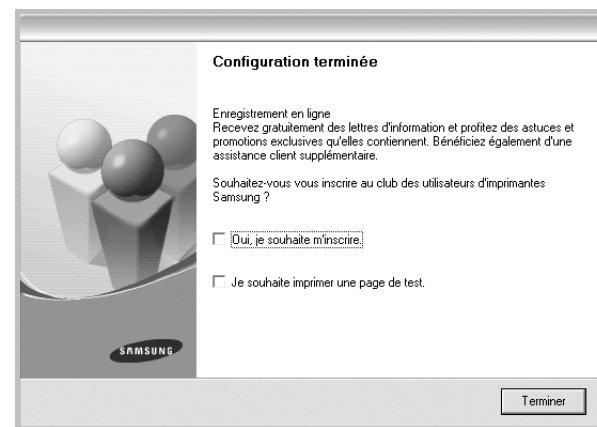 Configuration terminée
Enregistrement en ligne
Recevez gratuitement des lettres d'information et profitez des astuces et
promotions exclusives qu'elles contiennent. Bénéficiez également d'une
assistance client supplémentaire.
Souhaitez-vous vous inscrire au club des utilisateurs d'imprimantes
Samsung ?
Oui, je souhaite m'inscrire.
Je souhaite imprimer une page de test.
SAMSUNG
Terminer